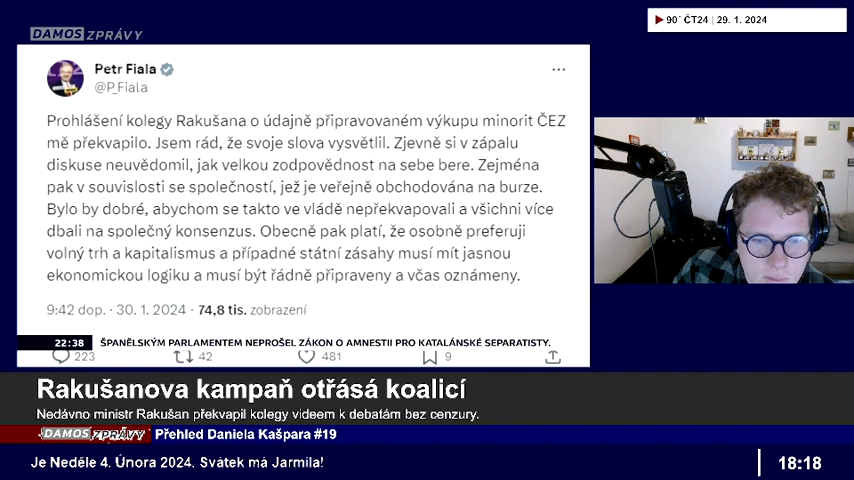 DAMOS ZPRÁVY
90´ ČT24 | 29. 1. 2024
Petr Fiala
@P_Fiala
Prohlášení kolegy Rakušana o údajně připravovaném výkupu minorit ČEZ
mě překvapilo. Jsem rád, že svoje slova vysvětlil. Zjevně si v zápalu
diskuse neuvědomil, jak velkou zodpovědnost na sebe bere. Zejména
pak v souvislosti se společností, jež je veřejně obchodována na burze.
Bylo by dobré, abychom se takto ve vládě nepřekvapovali a všichni více
dbali na společný konsenzus. Obecně pak platí, že osobně preferuji
volný trh a kapitalismus a případné státní zásahy musí mít jasnou
ekonomickou logiku a musí být řádně připraveny a včas oznámeny.
9:42 dop. · 30. 1. 2024 · 74,8 tis. zobrazení
22:38 ŠPANĚLSKÝM PARLAMENTEM NEPROŠEL ZÁKON O AMNESTII PRO KATALÁNSKÉ SEPARATISTY.
223 42 481 9
Rakušanova kampaň otřásá koalicí
Nedávno ministr Rakušan překvapil kolegy videem k debatám bez cenzury.
DAMOS ZPRÁVY Přehled Daniela Kašpara #19
Je Neděle 4. Února 2024. Svátek má Jarmila!
18:18